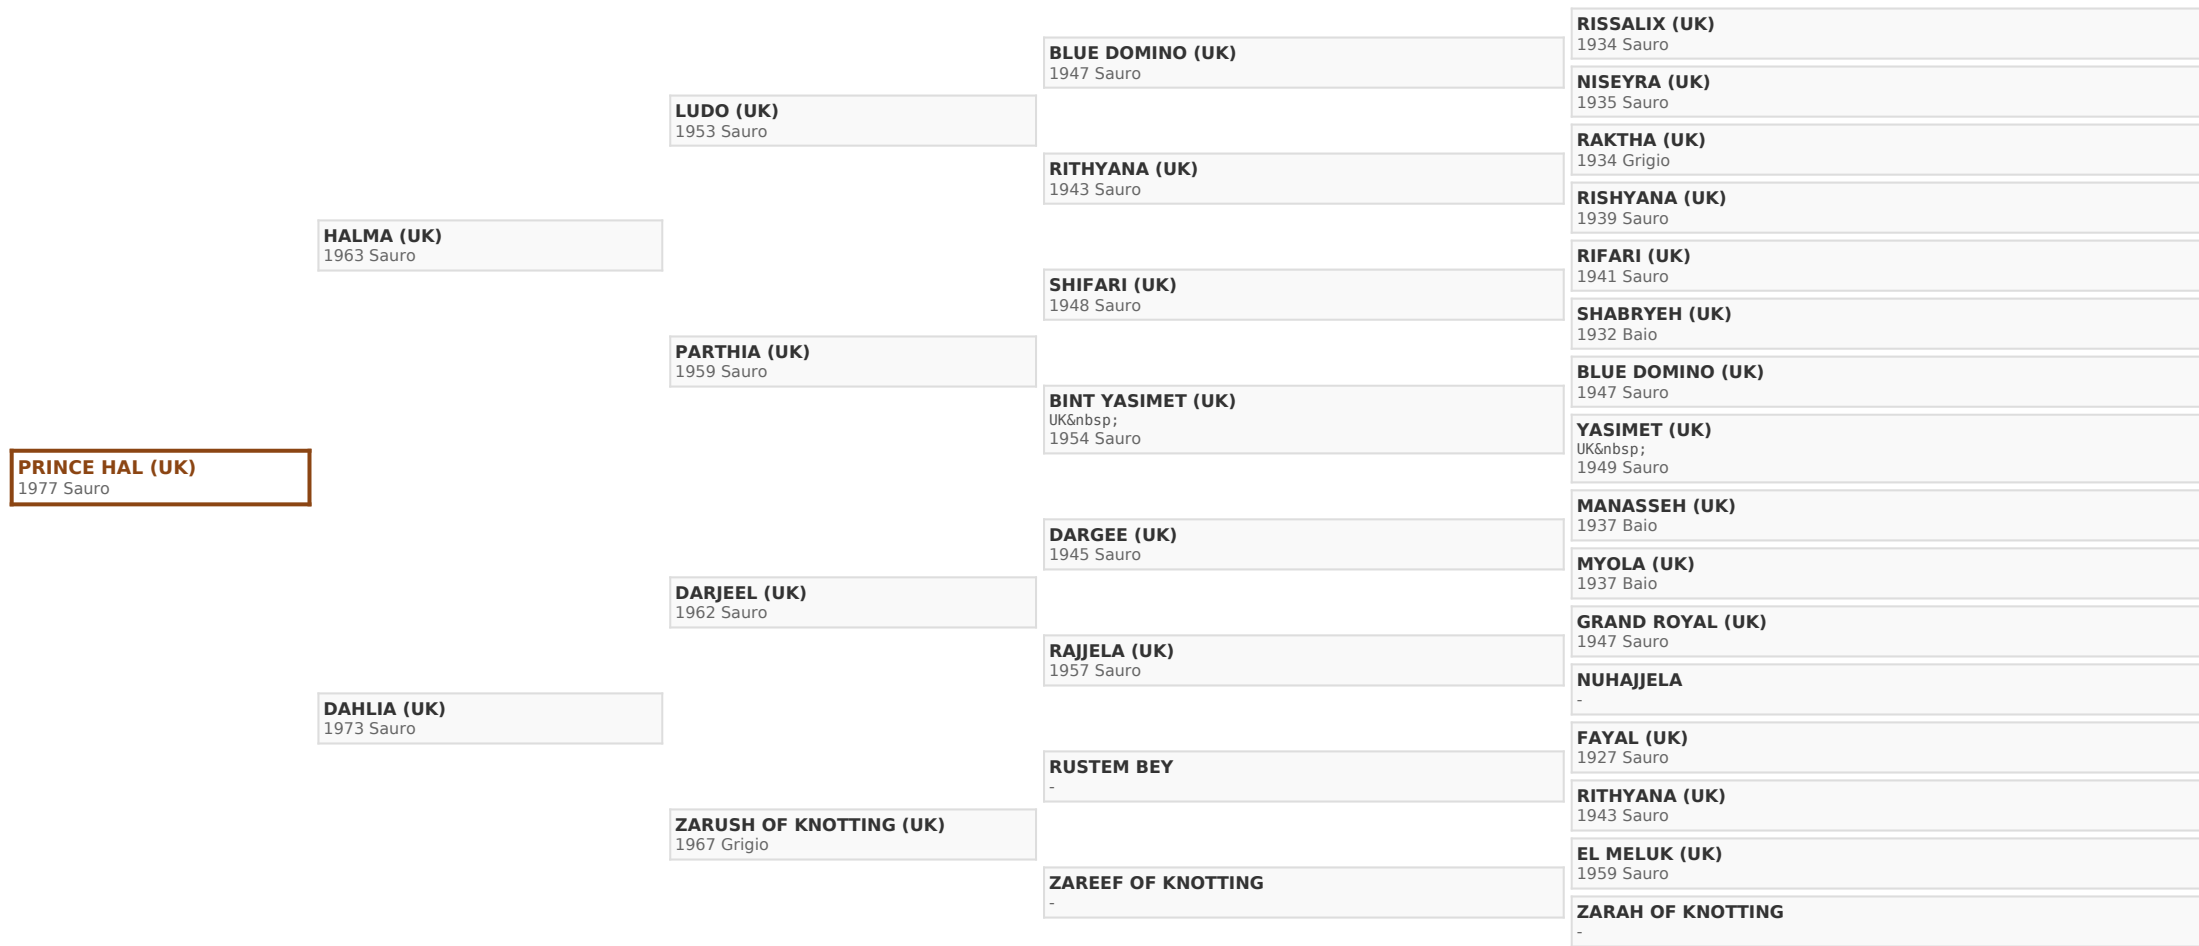 PRINCE HAL (UK)
1977 Sauro
HALMA (UK)
1963 Sauro
DAHLIA (UK)
1973 Sauro
LUDO (UK)
1953 Sauro
PARTHIA (UK)
1959 Sauro
DARJEEL (UK)
1962 Sauro
ZARUSH OF KNOTTING (UK)
1967 Grigio
BLUE DOMINO (UK)
1947 Sauro
RITHYANA (UK)
1943 Sauro
SHIFARI (UK)
1948 Sauro
BINT YASIMET (UK)
UK&nbsp;
1954 Sauro
DARGEE (UK)
1945 Sauro
RAJJELA (UK)
1957 Sauro
RUSTEM BEY
-
ZAREEF OF KNOTTING
-
RISSALIX (UK)
1934 Sauro
NISEYRA (UK)
1935 Sauro
RAKTHA (UK)
1934 Grigio
RISHYANA (UK)
1939 Sauro
RIFARI (UK)
1941 Sauro
SHABRYEH (UK)
1932 Baio
BLUE DOMINO (UK)
1947 Sauro
YASIMET (UK)
UK&nbsp;
1949 Sauro
MANASSEH (UK)
1937 Baio
MYOLA (UK)
1937 Baio
GRAND ROYAL (UK)
1947 Sauro
NUHAJJELA
-
FAYAL (UK)
1927 Sauro
RITHYANA (UK)
1943 Sauro
EL MELUK (UK)
1959 Sauro
ZARAH OF KNOTTING
-